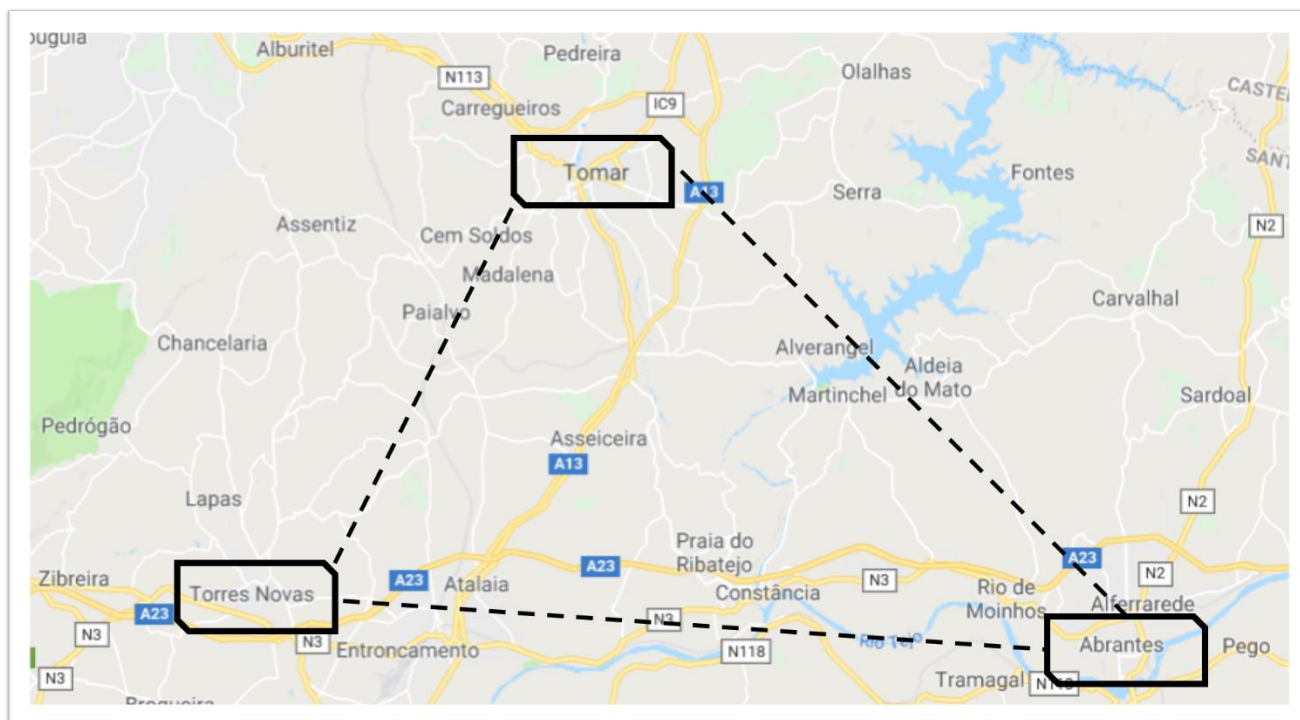 Alburitel
Pedreira
N113
Olalhas
Carregueiros
IC9
Tomar
A13
Serra
Fontes
Assentiz
N2
Cem Soldos
Madalena
Paialvo
Carvalhal
Chancelaria
Alverangel
Aldeia
do Mato
Martinchel
Sardoal
Pedrógão
Asseiceira
A13
Lapas
N2
Praia do
Ribatejo
A23
Zibreira
Torres Novas
A23
Atalaia
A23
Constância
N3
Rio de
Moinhos
N2
Alferrarede
A23
N3
N3
Entroncamento
N3
N118
Rio Tejo
Abrantes
Pego
N3
Tramagal